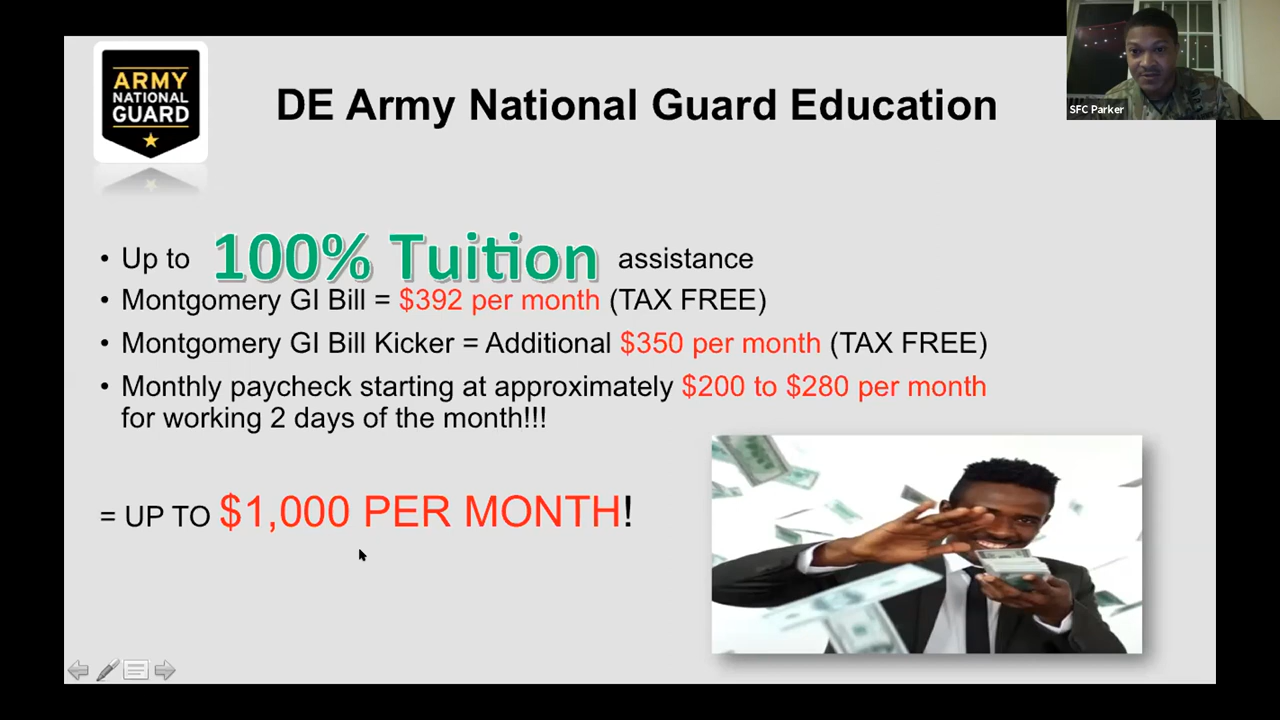 ARMY
NATIONAL
GUARD
DE Army National Guard Education
SFC Parker
• Up to 100% Tuition assistance
• Montgomery GI Bill = $392 per month (TAX FREE)
• Montgomery GI Bill Kicker = Additional $350 per month (TAX FREE)
• Monthly paycheck starting at approximately $200 to $280 per month
for working 2 days of the month!!!
= UP TO $1,000 PER MONTH!